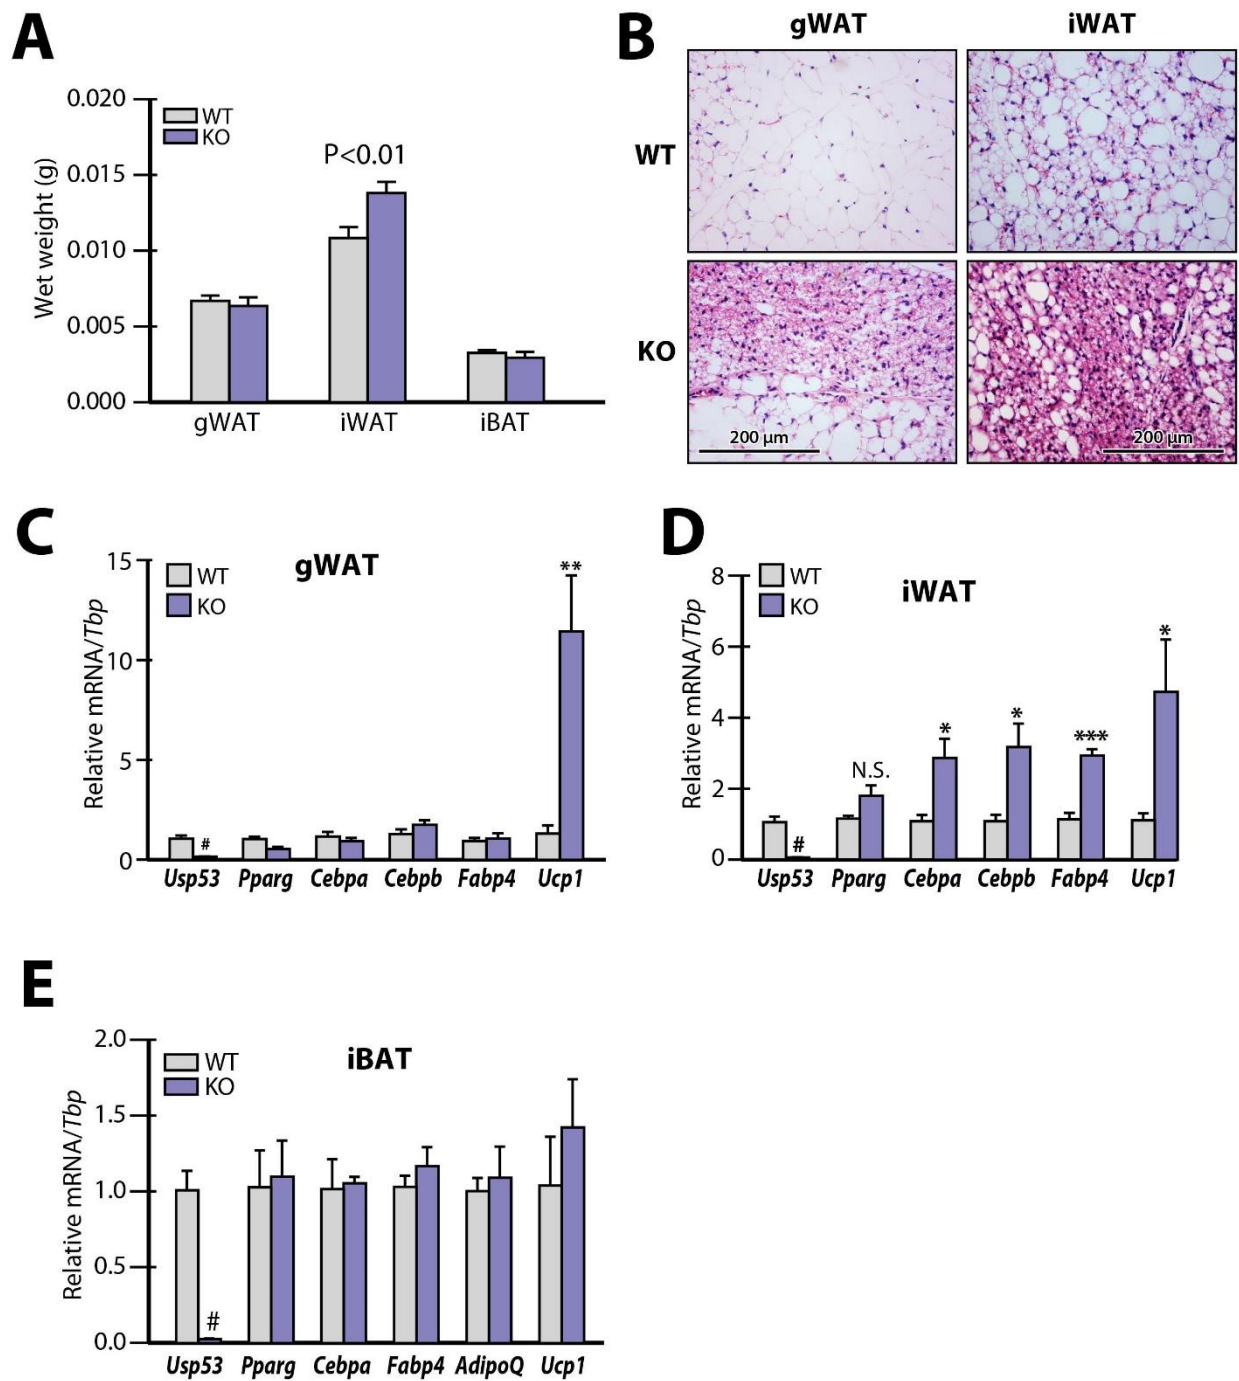 A
0.020
WT
KO
P<0.01
0.015
Wet weight (g)
0.010
0.005
0.000
gWAT iWAT iBAT
B
gWAT iWAT
WT
KO
200 µm 200 µm
C
gWAT
15
WT
KO
**
10
Relative mRNA/Tbp
5
#
0
Usp53 Pparg Cebpa Cebpb Fabp4 Ucp1
D
8
WT
KO
iWAT
6
*
Relative mRNA/Tbp
4
* * ***
N.S.
2
#
0
Usp53 Pparg Cebpa Cebpb Fabp4 Ucp1
E
2.0
WT
KO
iBAT
1.5
Relative mRNA/Tbp
1.0
0.5
#
0.0
Usp53 Pparg Cebpa Fabp4 AdipoQ Ucp1